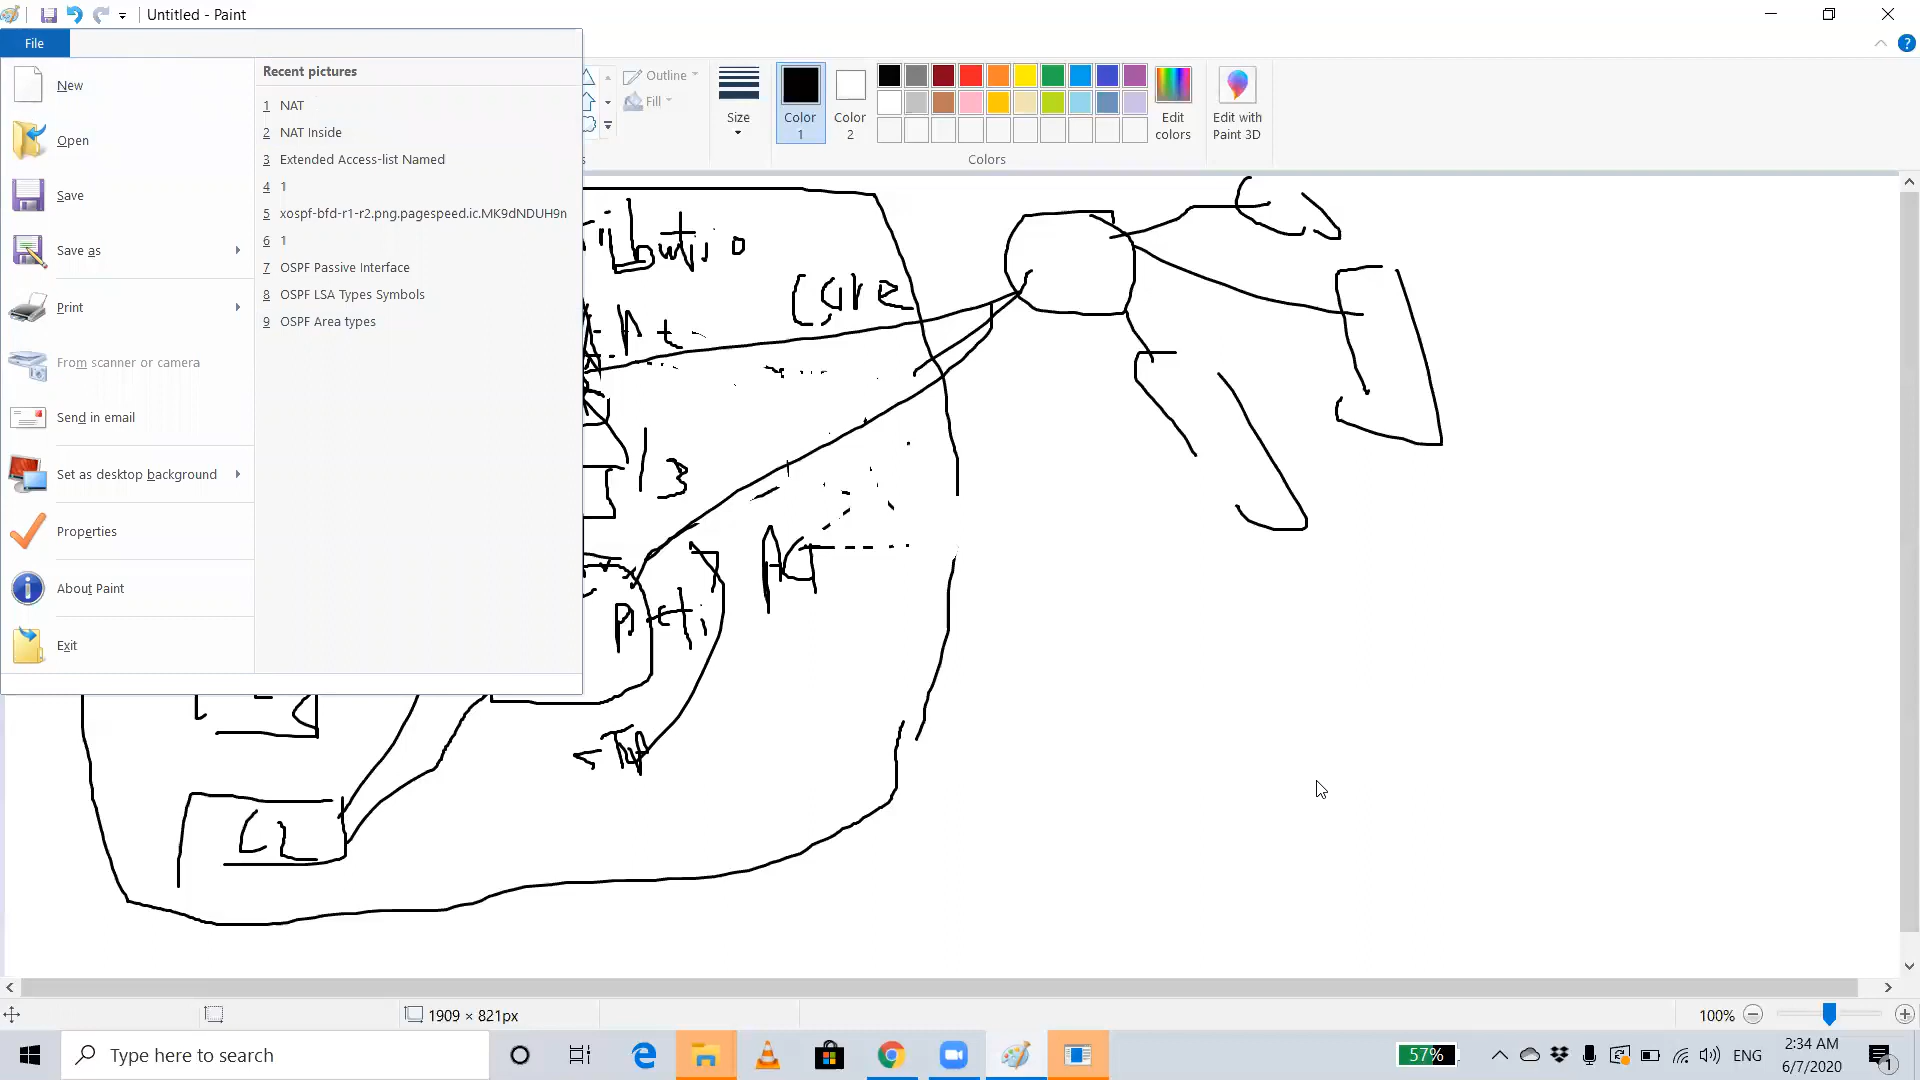 Untitled - Paint
File
New
Open
Save
Save as
Print
From scanner or camera
Send in email
Set as desktop background
Properties
About Paint
Exit
Recent pictures
1 NAT
2 NAT Inside
3 Extended Access-list Named
4 1
5 xospf-bfd-r1-r2.png.pagespeed.ic.MK9dNDUH9n
6 1
7 OSPF Passive Interface
8 OSPF LSA Types Symbols
9 OSPF Area types
Outline
Fill
Size
Color 1
Color 2
Edit colors
Edit with Paint 3D
s
Colors
ributio
Core
13
1909 × 821px
100%
Type here to search
57%
ENG
2:34 AM
6/7/2020
1